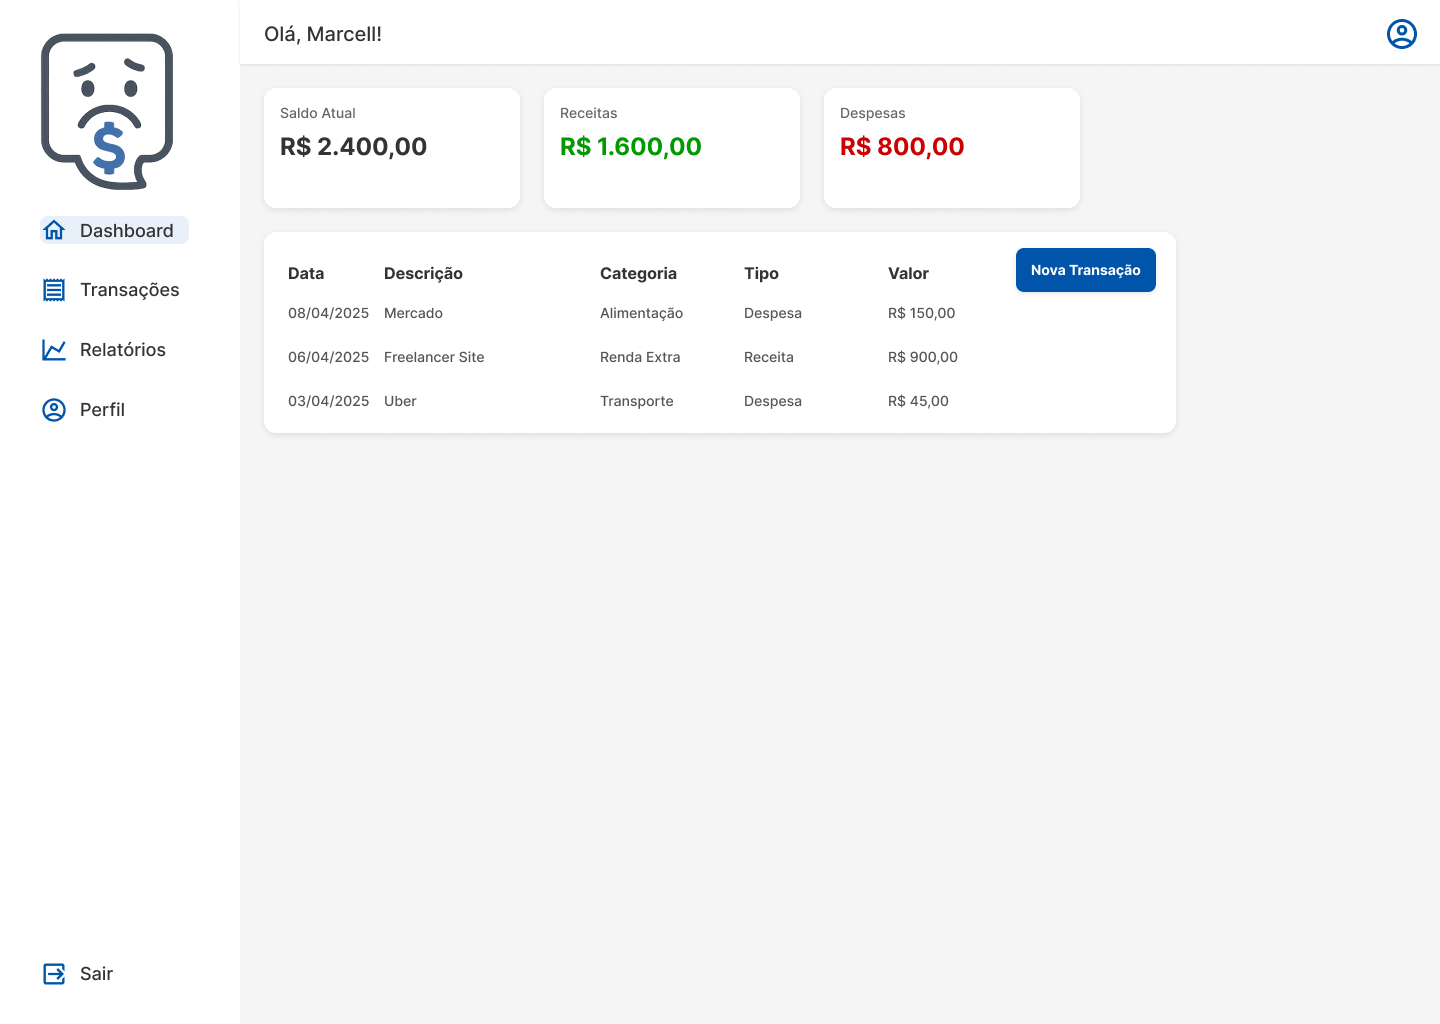 Olá, Marcell!
$
Dashboard
Transações
Relatórios
Perfil
Sair
Saldo Atual
R$ 2.400,00
Receitas
R$ 1.600,00
Despesas
R$ 800,00
Nova Transação
Data Descrição Categoria Tipo Valor
08/04/2025 Mercado Alimentação Despesa R$ 150,00
06/04/2025 Freelancer Site Renda Extra Receita R$ 900,00
03/04/2025 Uber Transporte Despesa R$ 45,00